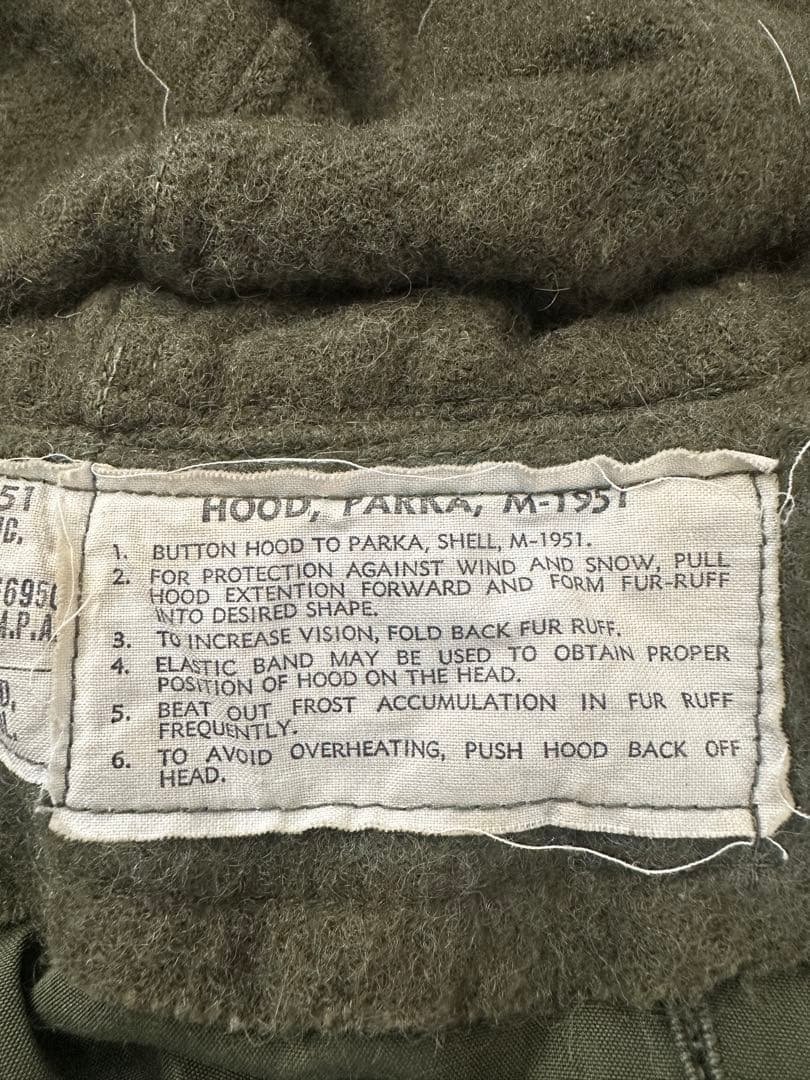 51
C.
6950
M.P.A.
D.
HOOD, PARKA, M-1951
1. BUTTON HOOD TO PARKA, SHELL, M-1951.
2. FOR PROTECTION AGAINST WIND AND SNOW, PULL
HOOD EXTENTION FORWARD AND FORM FUR-RUFF
INTO DESIRED SHAPE.
3. TO INCREASE VISION, FOLD BACK FUR RUFF.
4. ELASTIC BAND MAY BE USED TO OBTAIN PROPER
POSITION OF HOOD ON THE HEAD.
5. BEAT OUT FROST ACCUMULATION IN FUR RUFF
FREQUENTLY.
6. TO AVOID OVERHEATING, PUSH HOOD BACK OFF
HEAD.